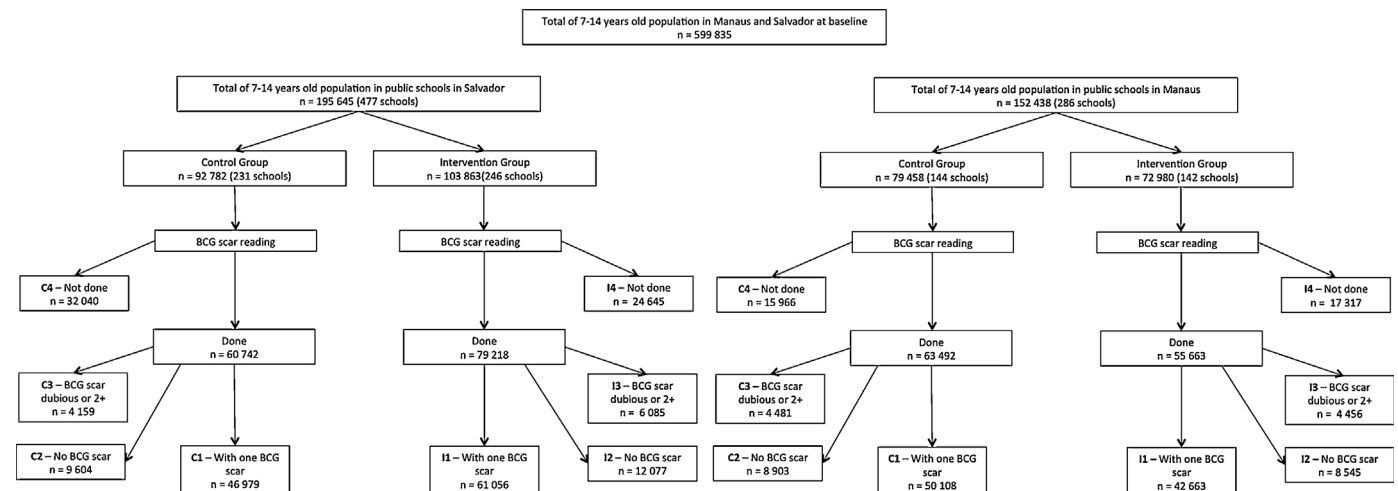 Total of 7-14 years old population in Manaus and Salvador at baseline
n = 599 835
Total of 7-14 years old population in public schools in Salvador
n = 195 645 (477 schools)
Total of 7-14 years old population in public schools in Manaus
n = 152 438 (286 schools)
Control Group
n = 92 782 (231 schools)
Intervention Group
n = 103 863(246 schools)
Control Group
n = 79 458 (144 schools)
Intervention Group
n = 72 980 (142 schools)
BCG scar reading
BCG scar reading
BCG scar reading
BCG scar reading
C4 – Not done
n = 32 040
I4 – Not done
n = 24 645
C4 – Not done
n = 15 966
I4 – Not done
n = 17 317
Done
n = 60 742
Done
n = 79 218
Done
n = 63 492
Done
n = 55 663
C3 – BCG scar
dubious or 2+
n = 4 159
I3 – BCG scar
dubious or 2+
n = 6 085
C3 – BCG scar
dubious or 2+
n = 4 481
I3 – BCG scar
dubious or 2+
n = 4 456
C2 – No BCG scar
n = 9 604
C1 – With one BCG
scar
n = 46 979
I1 – With one BCG
scar
n = 61 056
I2 – No BCG scar
n = 12 077
C2 – No BCG scar
n = 8 903
C1 – With one BCG
scar
n = 50 108
I1 – With one BCG
scar
n = 42 663
I2 – No BCG scar
n = 8 545